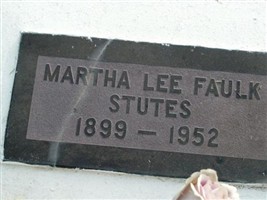 MARTHA LEE FAULK
STUTES
1899 — 1952